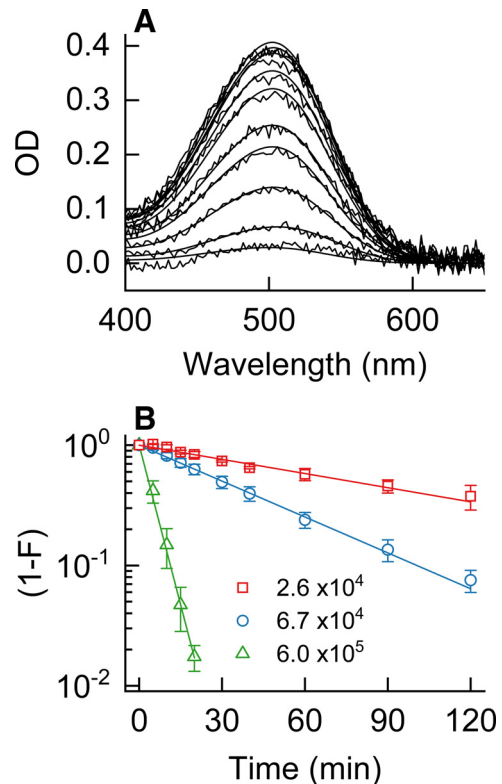 A
0.4
0.3
0.2
0.1
0.0
OD
400 500 600
Wavelength (nm)
B
10⁰
10⁻¹
10⁻²
(1-F)
2.6 x10⁴
6.7 x10⁴
6.0 x10⁵
0 30 60 90 120
Time (min)